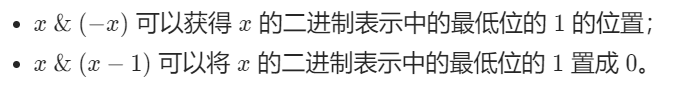 • x & (−x) 可以获得 x 的二进制表示中的最低位的 1 的位置；
• x & (x − 1) 可以将 x 的二进制表示中的最低位的 1 置成 0。